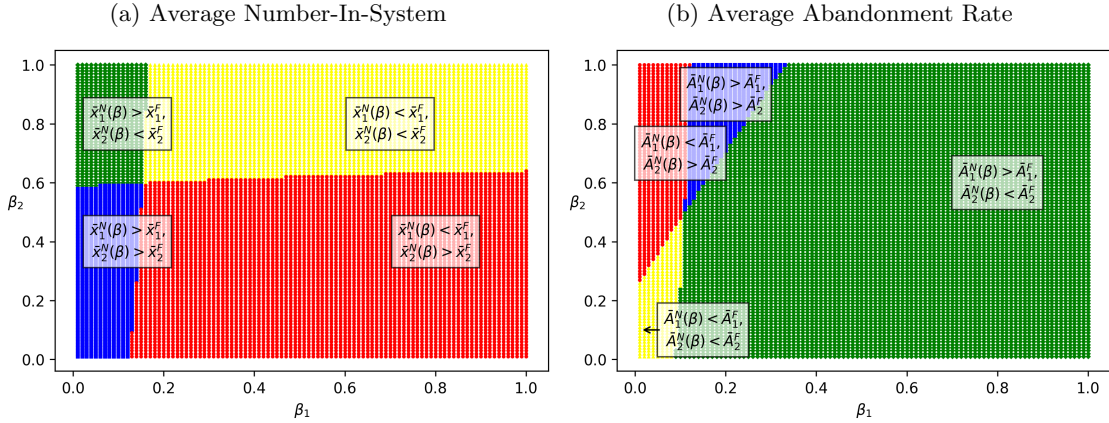 (a) Average Number-In-System
1.0
0.8
0.6
0.4
0.2
0.0
β₂
x̄₁ᴺ(β) > x̄₁ᶠ,
x̄₂ᴺ(β) < x̄₂ᶠ
x̄₁ᴺ(β) < x̄₁ᶠ,
x̄₂ᴺ(β) < x̄₂ᶠ
x̄₁ᴺ(β) > x̄₁ᶠ,
x̄₂ᴺ(β) > x̄₂ᶠ
x̄₁ᴺ(β) < x̄₁ᶠ,
x̄₂ᴺ(β) > x̄₂ᶠ
0.0 0.2 0.4 0.6 0.8 1.0
β₁
(b) Average Abandonment Rate
1.0
0.8
0.6
0.4
0.2
0.0
β₂
Ā₁ᴺ(β) > Ā₁ᶠ,
Ā₂ᴺ(β) > Ā₂ᶠ
Ā₁ᴺ(β) < Ā₁ᶠ,
Ā₂ᴺ(β) > Ā₂ᶠ
Ā₁ᴺ(β) > Ā₁ᶠ,
Ā₂ᴺ(β) < Ā₂ᶠ
Ā₁ᴺ(β) < Ā₁ᶠ,
Ā₂ᴺ(β) < Ā₂ᶠ
0.0 0.2 0.4 0.6 0.8 1.0
β₁